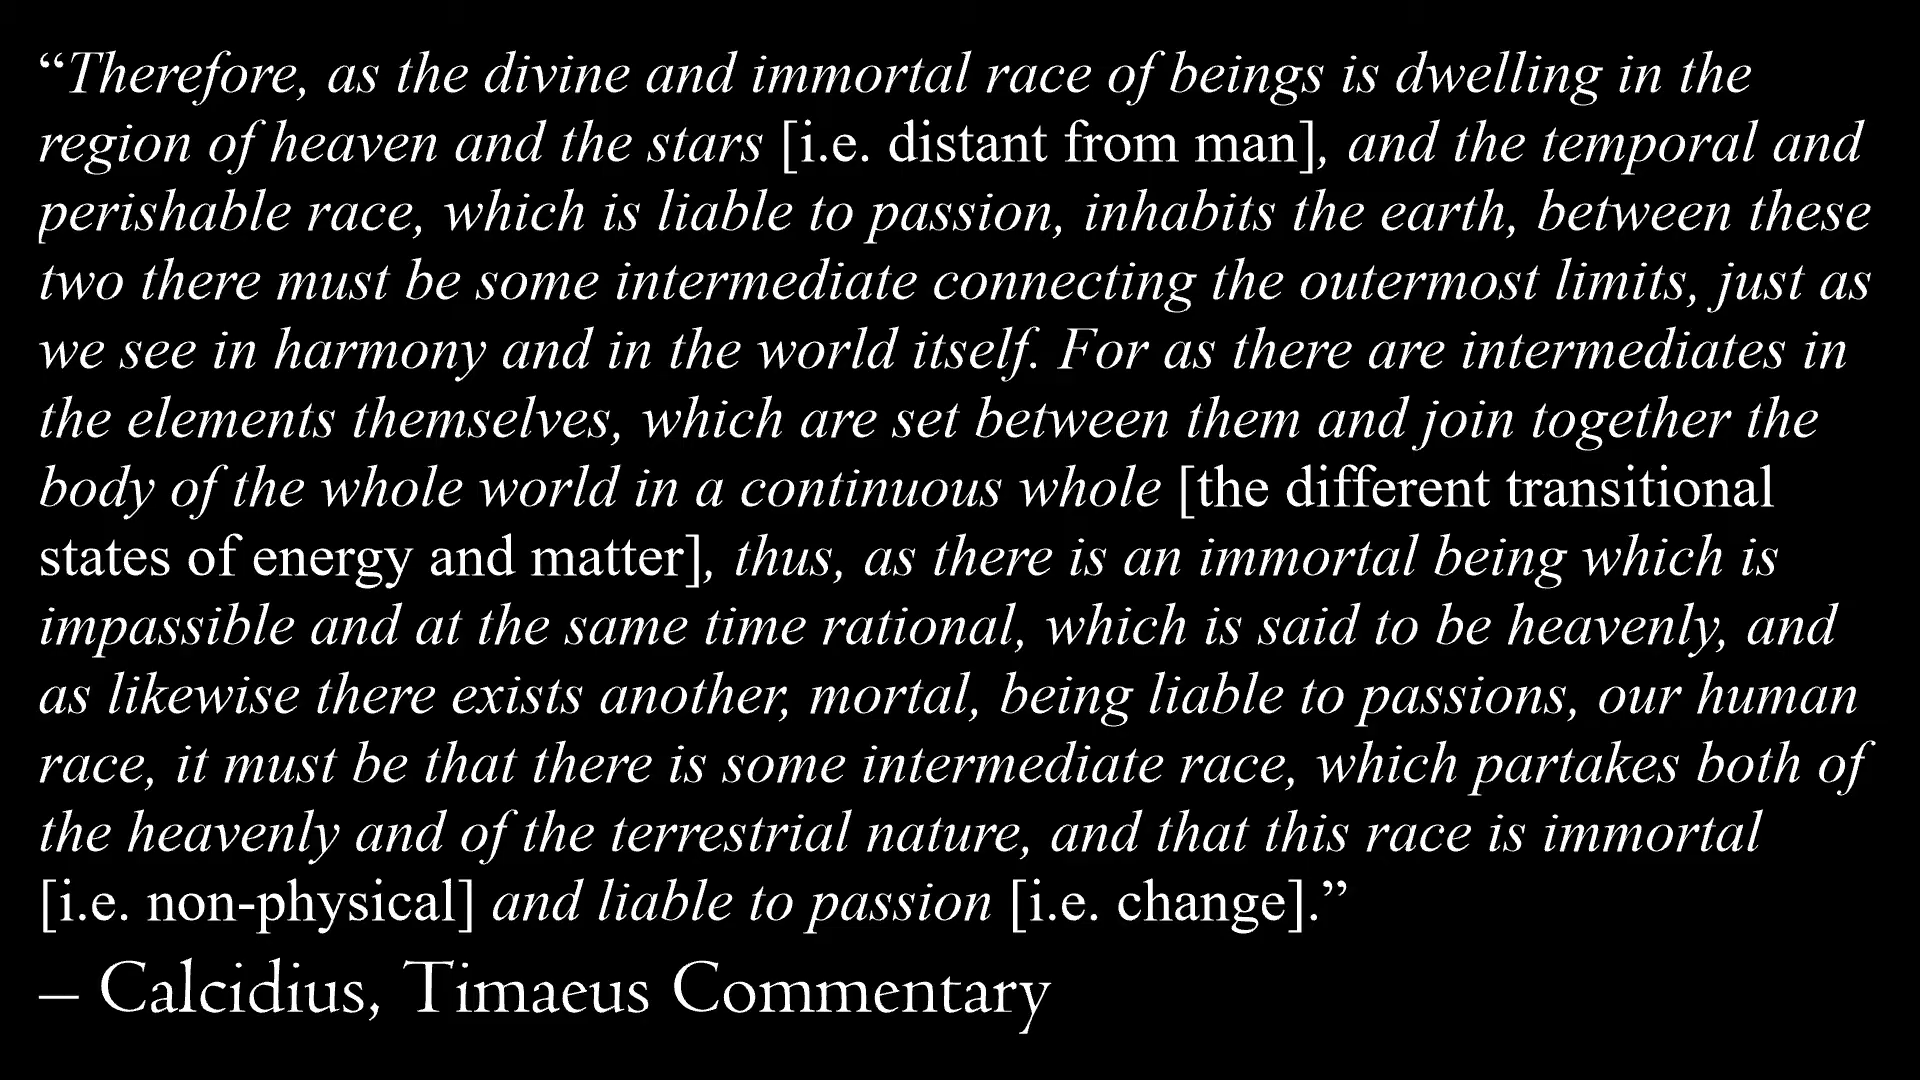 “Therefore, as the divine and immortal race of beings is dwelling in the
region of heaven and the stars [i.e. distant from man], and the temporal and
perishable race, which is liable to passion, inhabits the earth, between these
two there must be some intermediate connecting the outermost limits, just as
we see in harmony and in the world itself. For as there are intermediates in
the elements themselves, which are set between them and join together the
body of the whole world in a continuous whole [the different transitional
states of energy and matter], thus, as there is an immortal being which is
impassible and at the same time rational, which is said to be heavenly, and
as likewise there exists another, mortal, being liable to passions, our human
race, it must be that there is some intermediate race, which partakes both of
the heavenly and of the terrestrial nature, and that this race is immortal
[i.e. non-physical] and liable to passion [i.e. change].”
– Calcidius, Timaeus Commentary